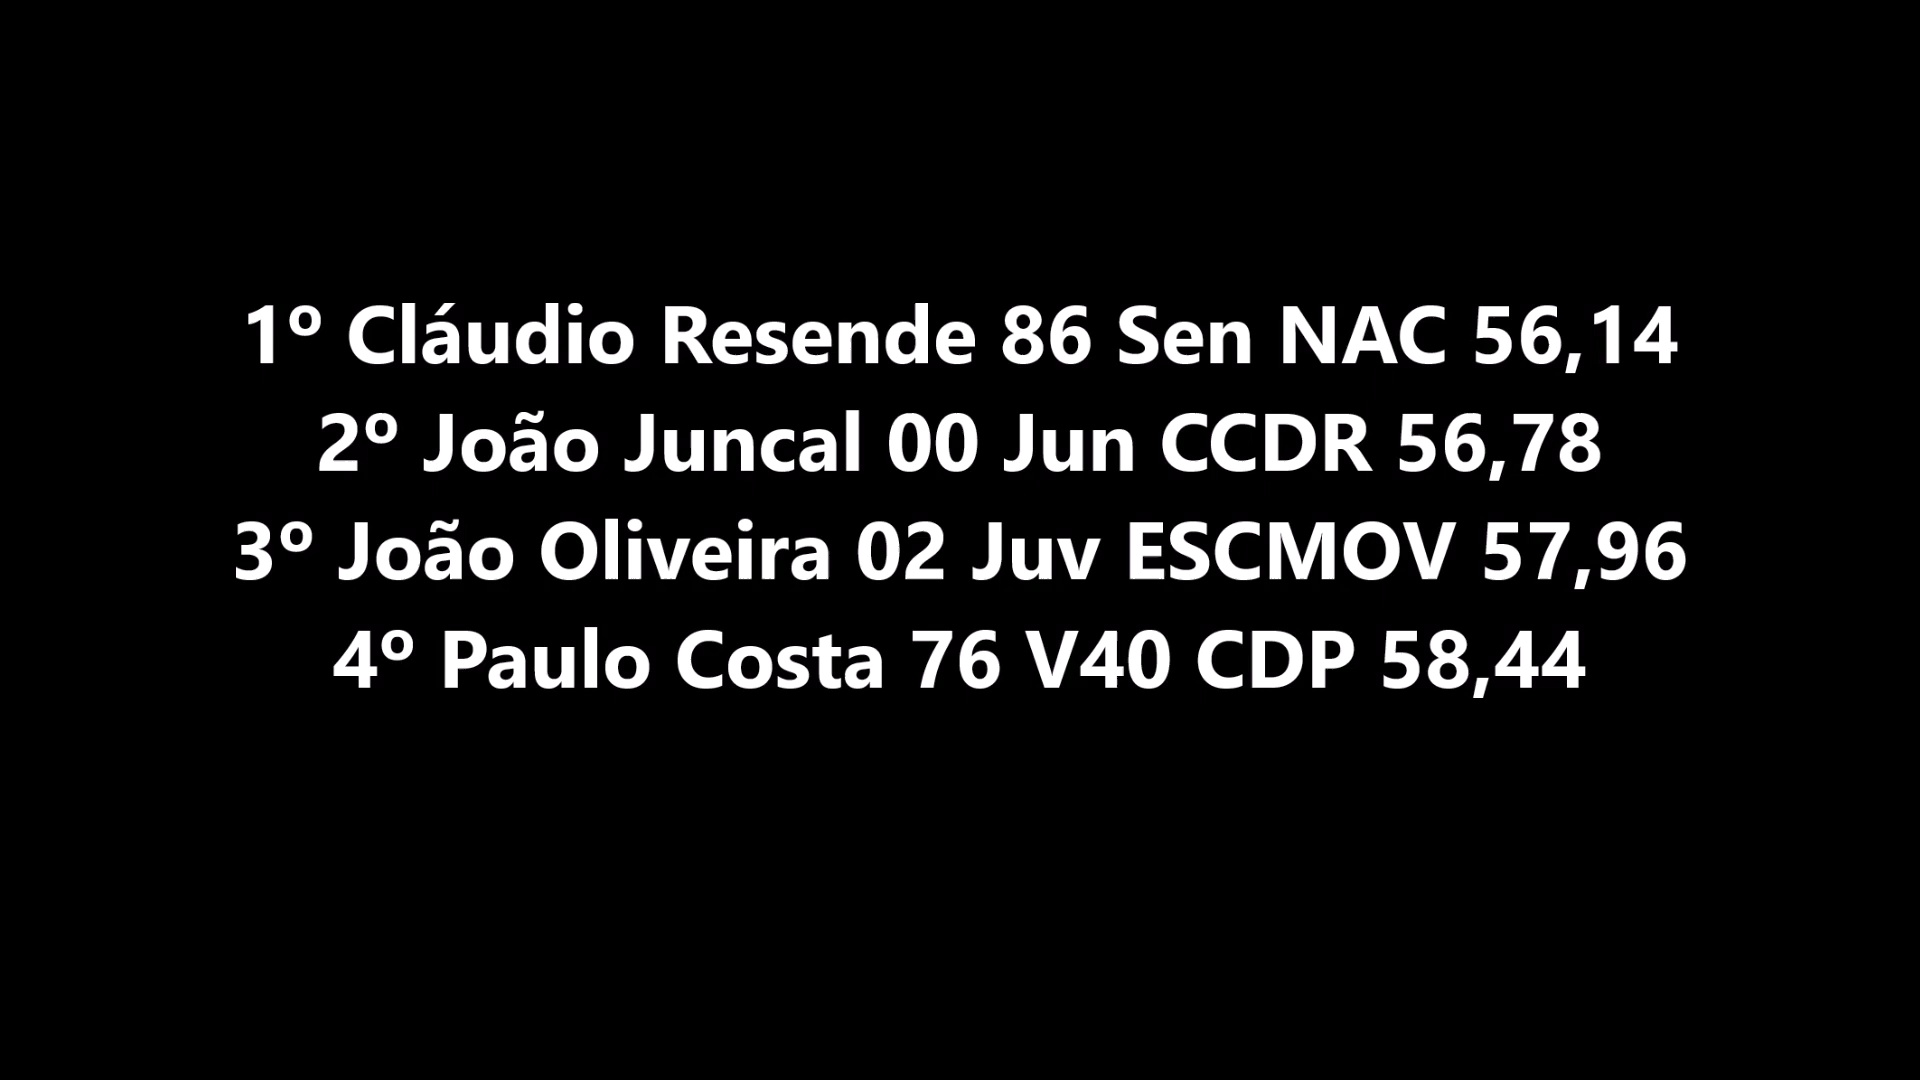 1º Cláudio Resende 86 Sen NAC 56,14
2º João Juncal 00 Jun CCDR 56,78
3º João Oliveira 02 Juv ESCMOV 57,96
4º Paulo Costa 76 V40 CDP 58,44